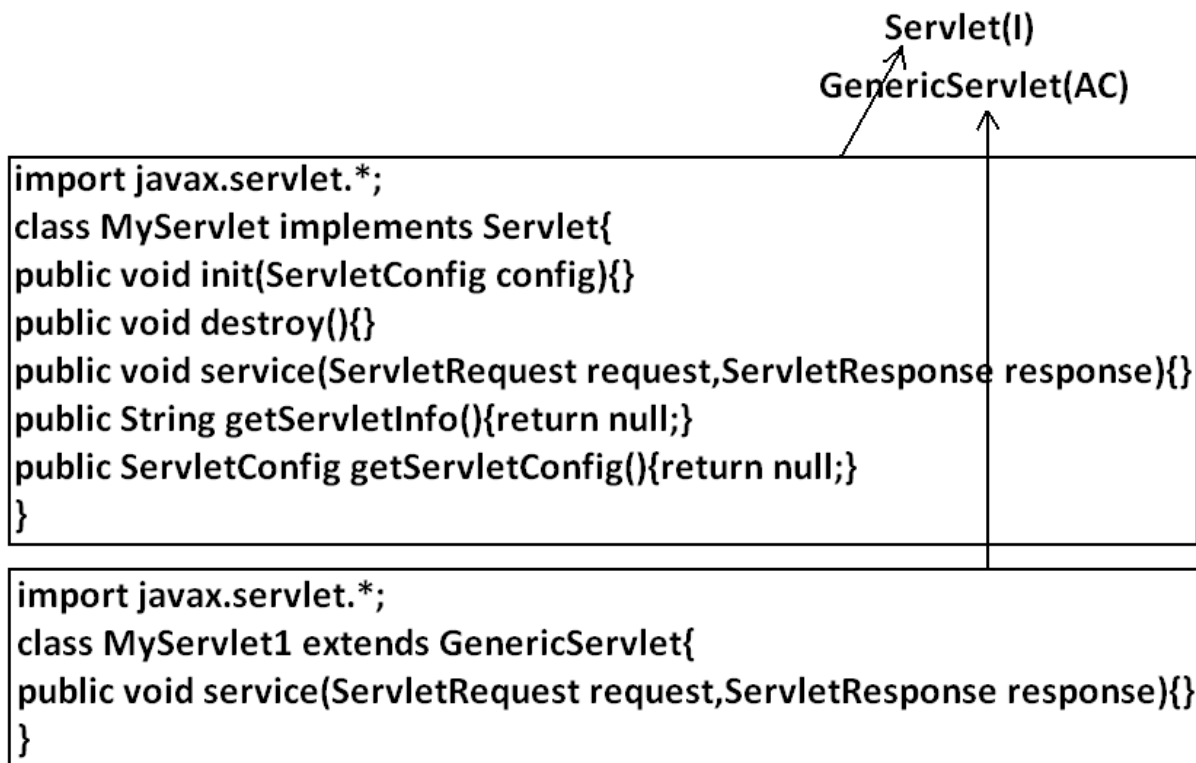 Servlet(I)
GenericServlet(AC)
import javax.servlet.*;
class MyServlet implements Servlet{
public void init(ServletConfig config){}
public void destroy(){}
public void service(ServletRequest request,ServletResponse response){}
public String getServletInfo(){return null;}
public ServletConfig getServletConfig(){return null;}
}
import javax.servlet.*;
class MyServlet1 extends GenericServlet{
public void service(ServletRequest request,ServletResponse response){}
}